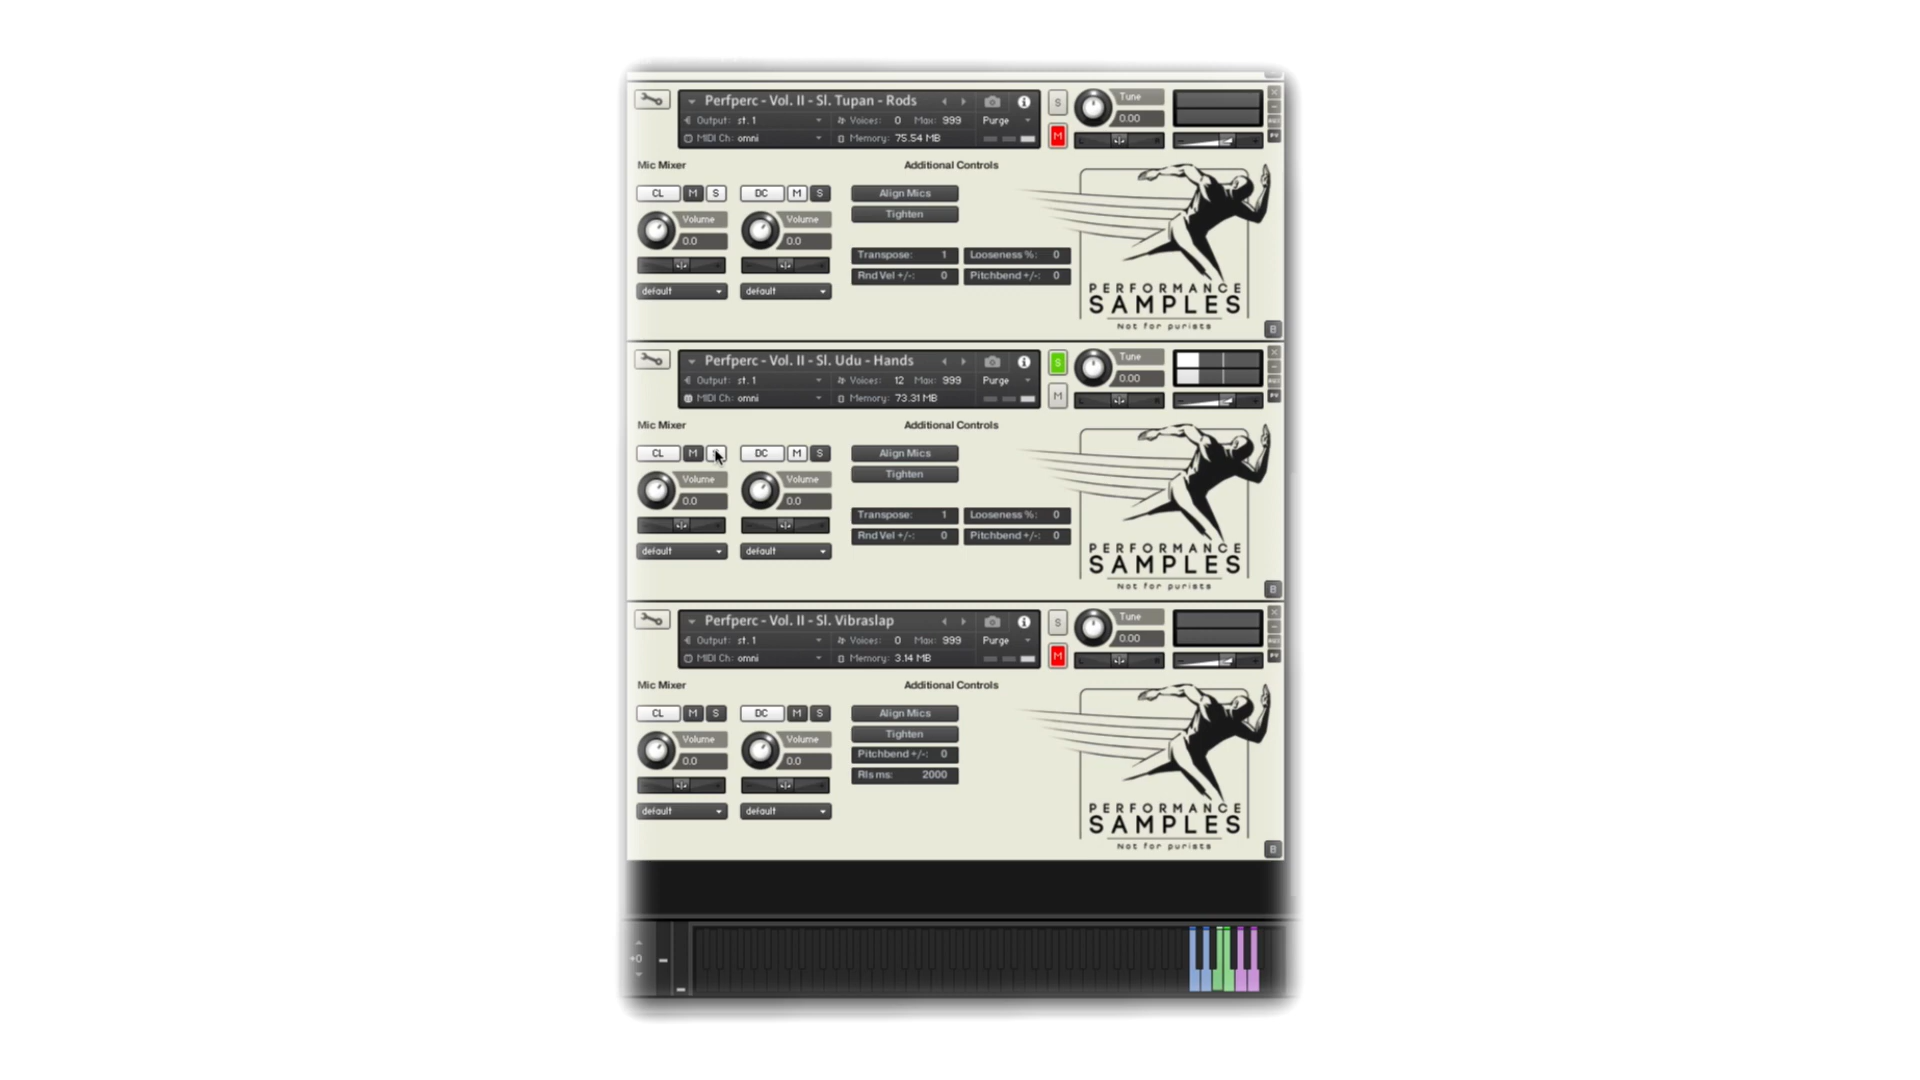 Perfperc - Vol. II - Sl. Tupan - Rods
S
Tune
Output: st. 1 Voices: 0 Max: 999 Purge
0.00
MIDI Ch: omni Memory: 75.54 MB
M
Mic Mixer Additional Controls
CL M S DC M S Align Mics
Volume Volume Tighten
0.0 0.0
Transpose: 1 Looseness %: 0
Rnd Vel +/-: 0 Pitchbend +/-: 0
default default
PERFORMANCE
SAMPLES
Not for purists
B
Perfperc - Vol. II - Sl. Udu - Hands
S
Tune
Output: st. 1 Voices: 12 Max: 999 Purge
0.00
MIDI Ch: omni Memory: 73.31 MB
M
Mic Mixer Additional Controls
CL M DC M S Align Mics
Volume Volume Tighten
0.0 0.0
Transpose: 1 Looseness %: 0
Rnd Vel +/-: 0 Pitchbend +/-: 0
default default
PERFORMANCE
SAMPLES
Not for purists
B
Perfperc - Vol. II - Sl. Vibraslap
S
Tune
Output: st. 1 Voices: 0 Max: 999 Purge
0.00
MIDI Ch: omni Memory: 3.14 MB
M
Mic Mixer Additional Controls
CL M S DC M S Align Mics
Volume Volume Tighten
0.0 0.0 Pitchbend +/-: 0
Rls ms: 2000
default default
PERFORMANCE
SAMPLES
Not for purists
B
+0